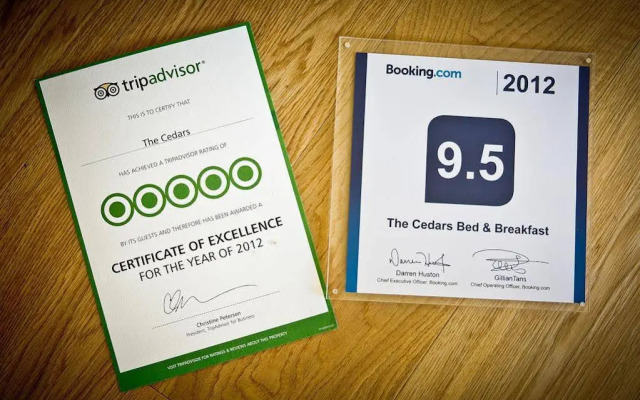 tripadvisor®
THIS IS TO CERTIFY THAT
The Cedars
HAS ACHIEVED A TRIPADVISOR RATING OF
BY ITS GUESTS AND THEREFORE HAS BEEN AWARDED A
CERTIFICATE OF EXCELLENCE
FOR THE YEAR OF 2012
Christine Petersen
President, TripAdvisor for Business
VISIT TRIPADVISOR FOR RATINGS & REVIEWS ABOUT THIS PROPERTY
Booking.com
2012
9.5
The Cedars Bed & Breakfast
Darren Huston
Chief Executive Officer, Booking.com
GillianTans
Chief Operating Officer, Booking.com